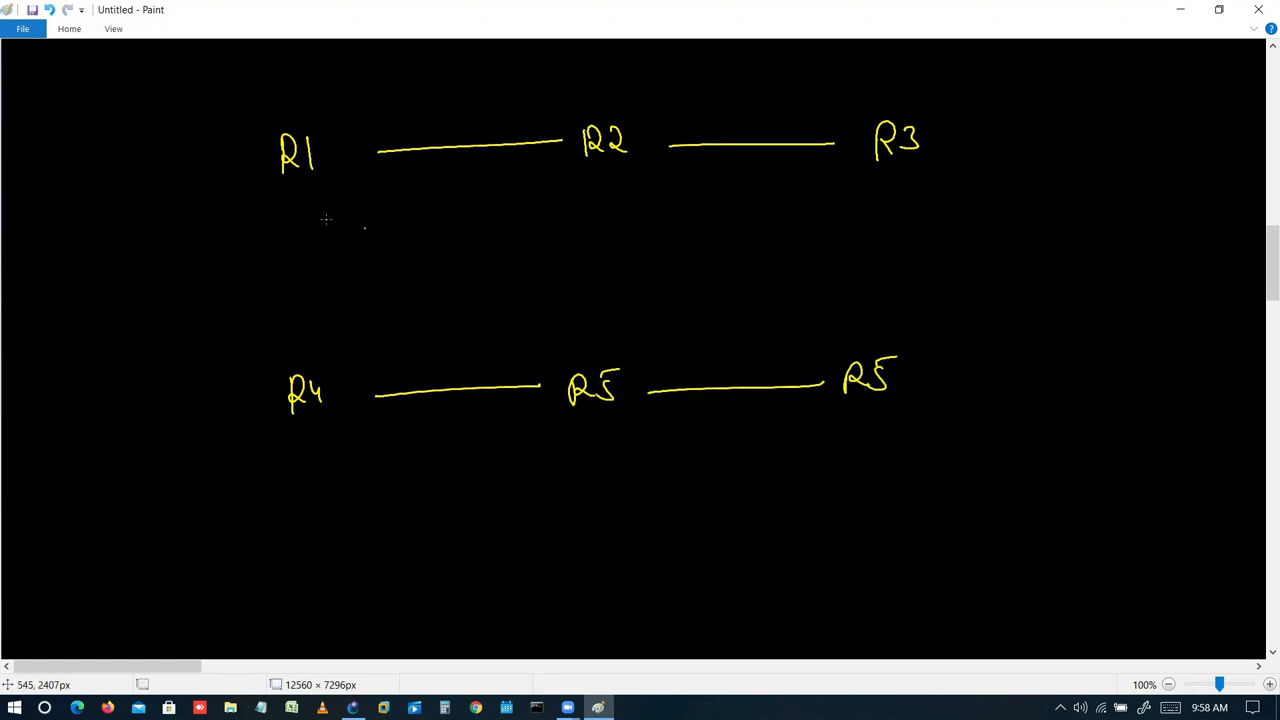 Untitled - Paint
File Home View
R1 R2 R3
R4 R5 R5
545, 2407px 12560 × 7296px 100%
9:58 AM